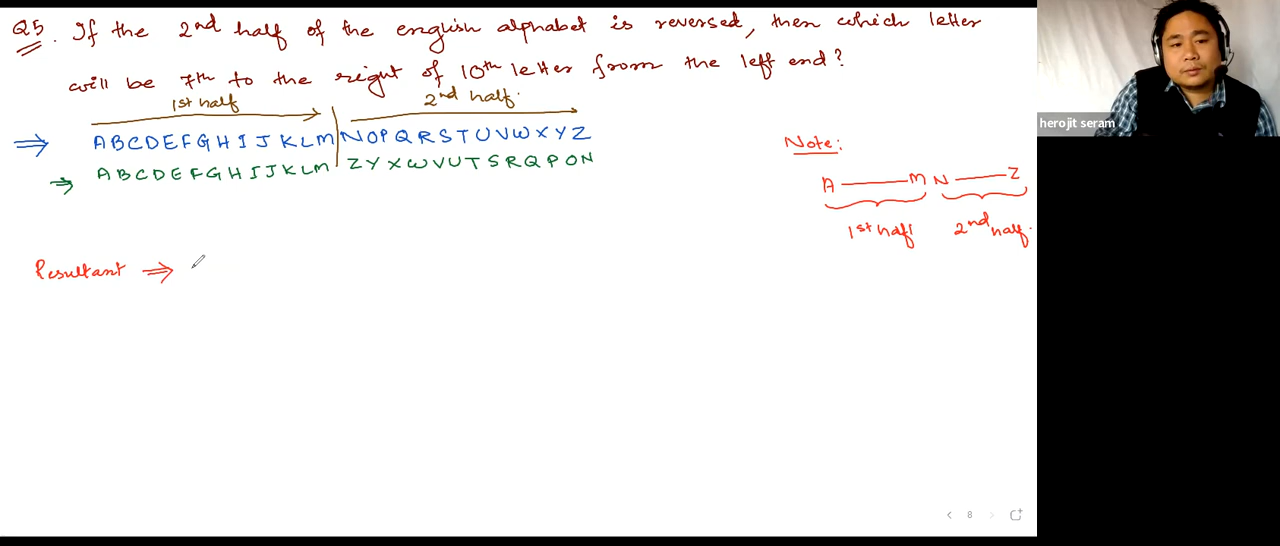 Q5. If the 2nd half of the english alphabet is reversed, then which letter
will be 7th to the right of 10th letter from the left end?
1st half 2nd half.
⇒ ABCDEFGHIJKLM NOPQRSTUVWXYZ
⇒ ABCDEFGHIJKLM ZYXWVUTSRQPON
Note:
A M N Z
1st half 2nd half.
Resultant ⇒
herojit seram
8